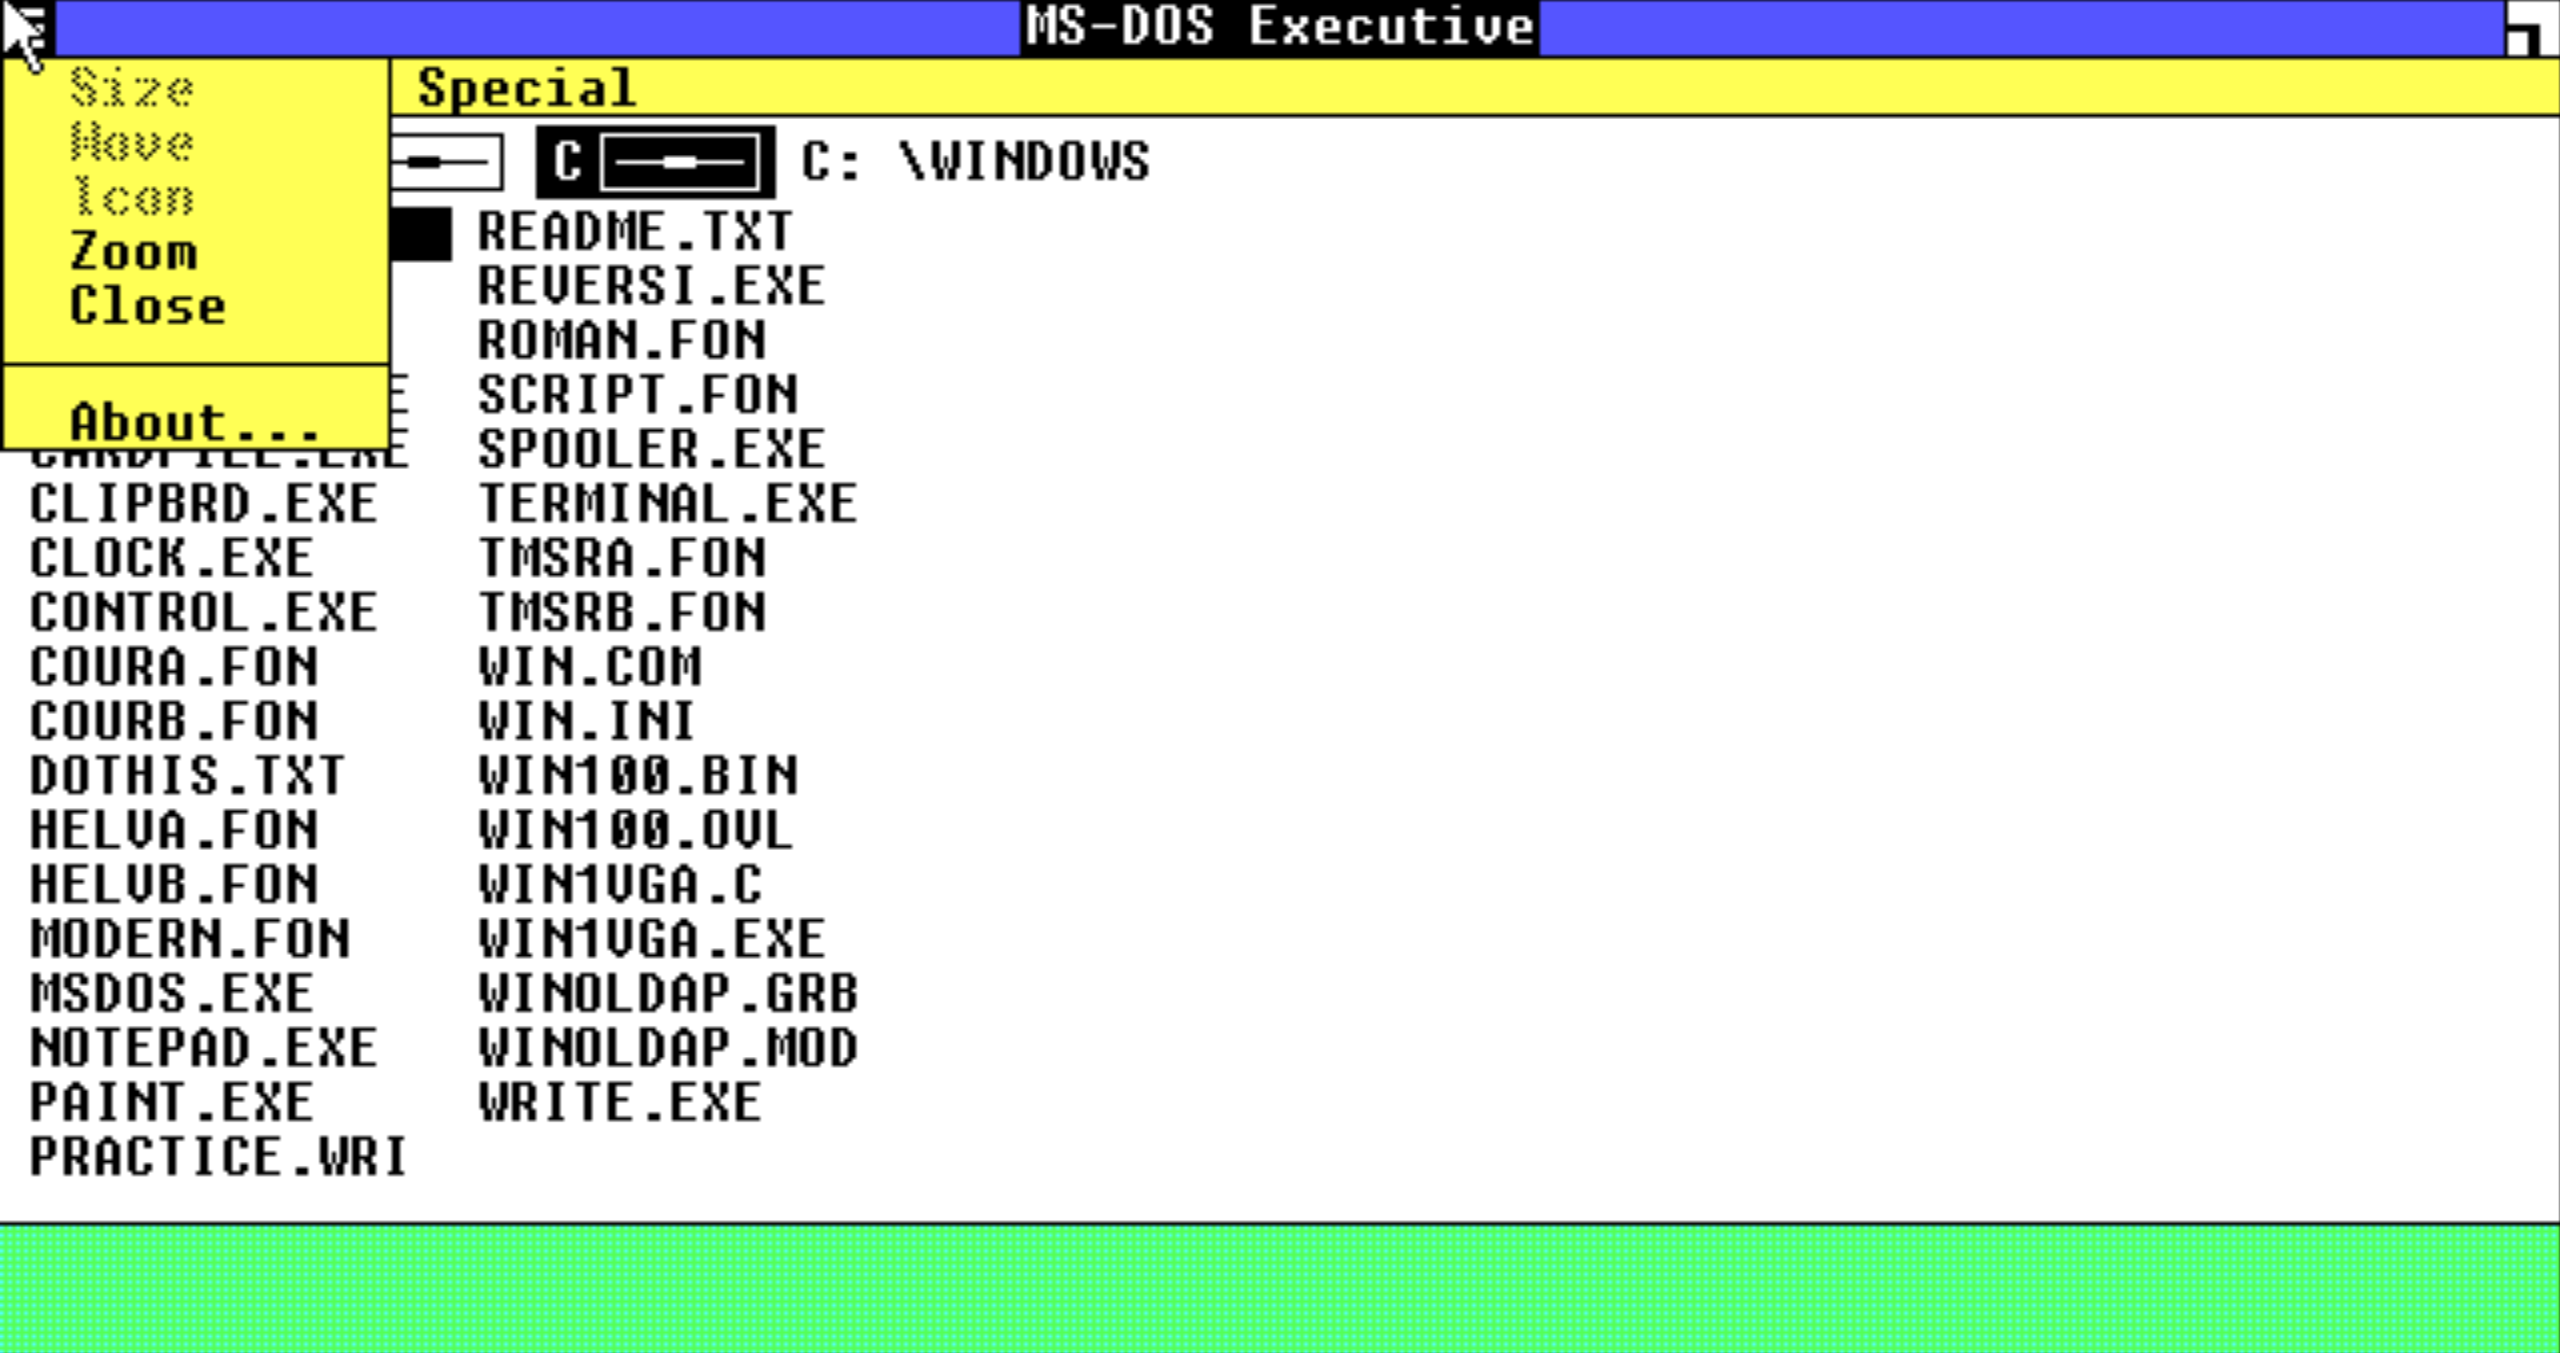 MS-DOS Executive
Special
Size
Move
Icon
Zoom
Close
About...
C C: \WINDOWS
README.TXT
REVERSI.EXE
ROMAN.FON
SCRIPT.FON
SPOOLER.EXE
CARDFILE.EXE
CLIPBRD.EXE TERMINAL.EXE
CLOCK.EXE TMSRA.FON
CONTROL.EXE TMSRB.FON
COURA.FON WIN.COM
COURB.FON WIN.INI
DOTHIS.TXT WIN100.BIN
HELVA.FON WIN100.OVL
HELVB.FON WIN1VGA.C
MODERN.FON WIN1VGA.EXE
MSDOS.EXE WINOLDAP.GRB
NOTEPAD.EXE WINOLDAP.MOD
PAINT.EXE WRITE.EXE
PRACTICE.WRI